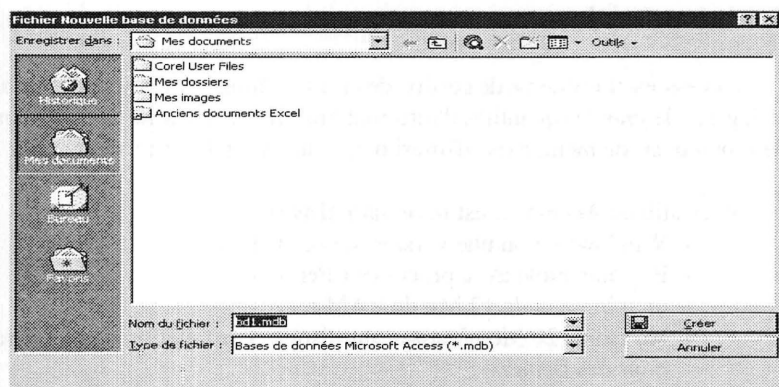 Fichier Nouvelle base de données
Enregistrer dans : Mes documents Outils
Corel User Files
Mes dossiers
Mes images
Anciens documents Excel
Historique
Mes documents
Bureau
Favoris
Nom du fichier : bd1.mdb
Créer
Type de fichier : Bases de données Microsoft Access (*.mdb)
Annuler